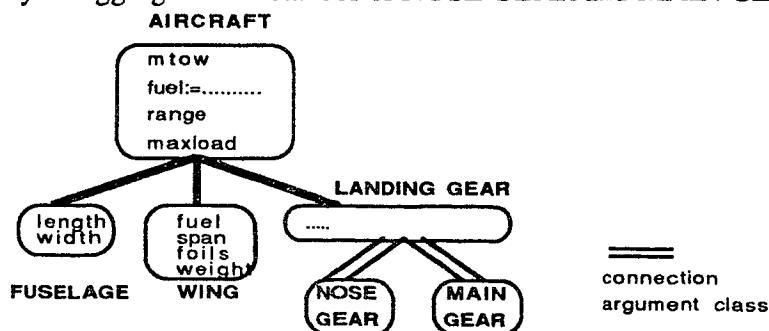 AIRCRAFT
mtow
fuel:=..........
range
maxload
LANDING GEAR
length
width
fuel
span
foils
weight
.....
FUSELAGE
WING
NOSE
GEAR
MAIN
GEAR
connection
argument class